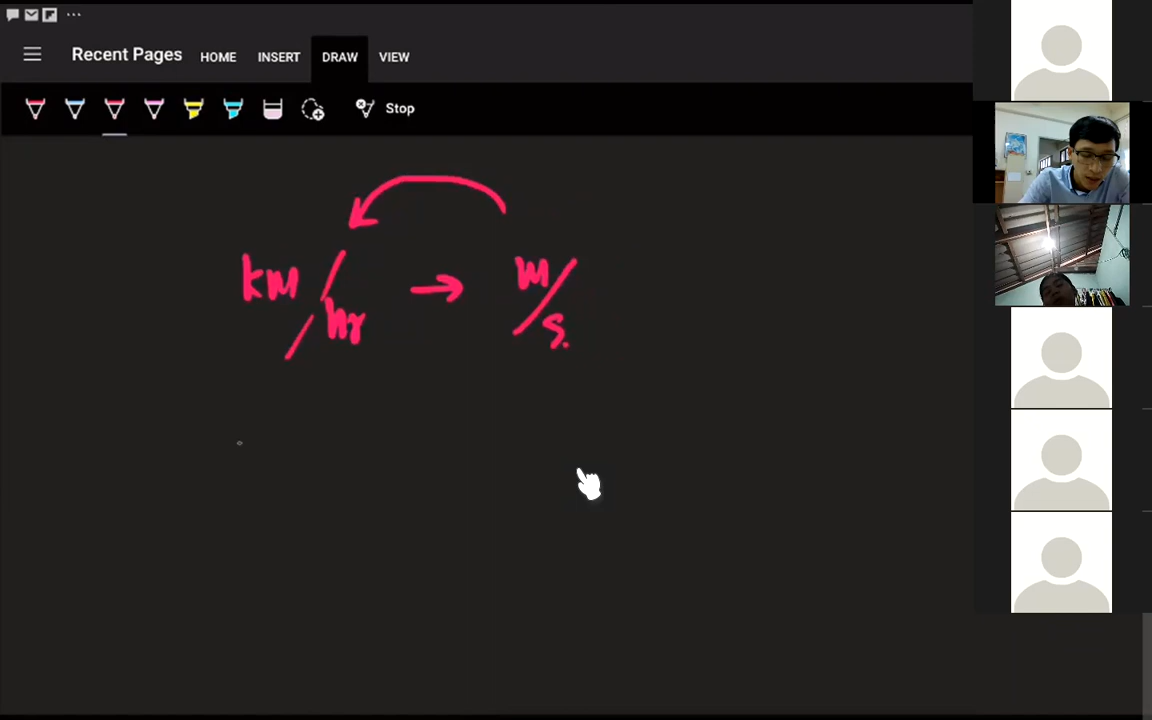 ...
Recent Pages HOME INSERT DRAW VIEW
Stop
km/hr → m/s.